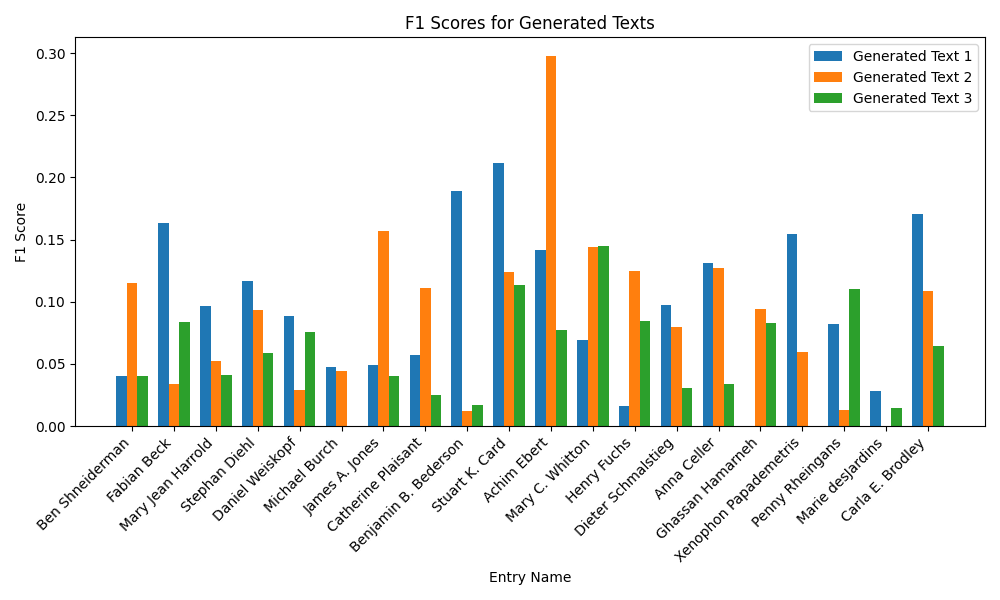 F1 Scores for Generated Texts
Generated Text 1
Generated Text 2
Generated Text 3
F1 Score
0.30
0.25
0.20
0.15
0.10
0.05
0.00
Ben Shneiderman
Fabian Beck
Mary Jean Harrold
Stephan Diehl
Daniel Weiskopf
Michael Burch
James A. Jones
Catherine Plaisant
Benjamin B. Bederson
Stuart K. Card
Achim Ebert
Mary C. Whitton
Henry Fuchs
Dieter Schmalstieg
Anna Celler
Ghassan Hamarneh
Xenophon Papademetris
Penny Rheingans
Marie desJardins
Carla E. Brodley
Entry Name